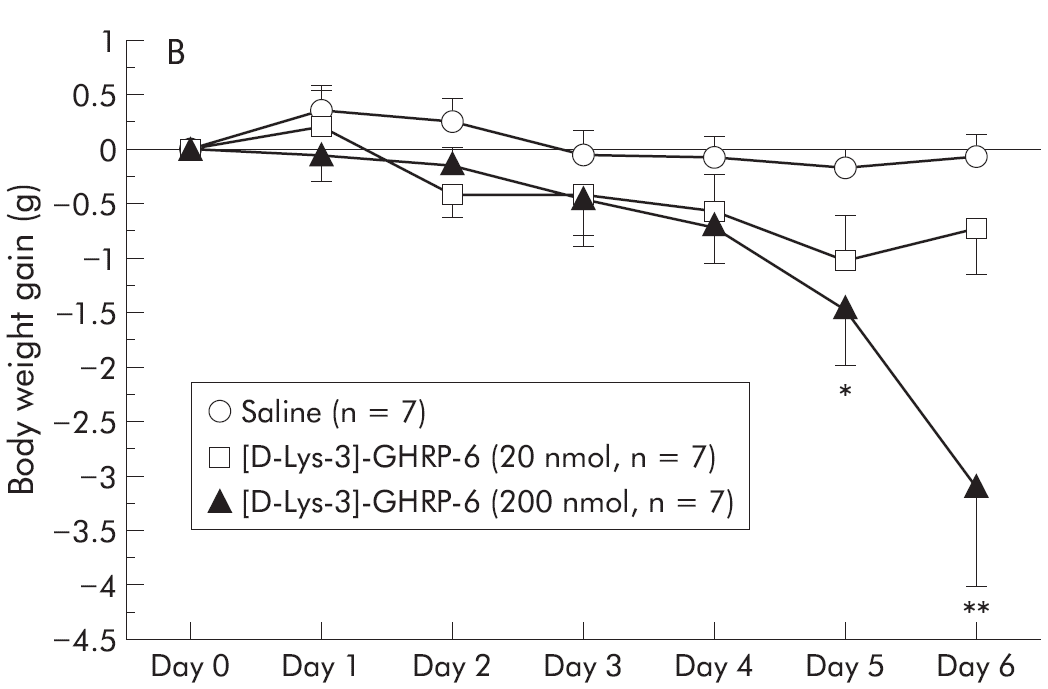 B
Body weight gain (g)
1
0.5
0
−0.5
−1
−1.5
−2
−2.5
−3
−3.5
−4
−4.5
Saline (n = 7)
[D-Lys-3]-GHRP-6 (20 nmol, n = 7)
[D-Lys-3]-GHRP-6 (200 nmol, n = 7)
*
**
Day 0 Day 1 Day 2 Day 3 Day 4 Day 5 Day 6